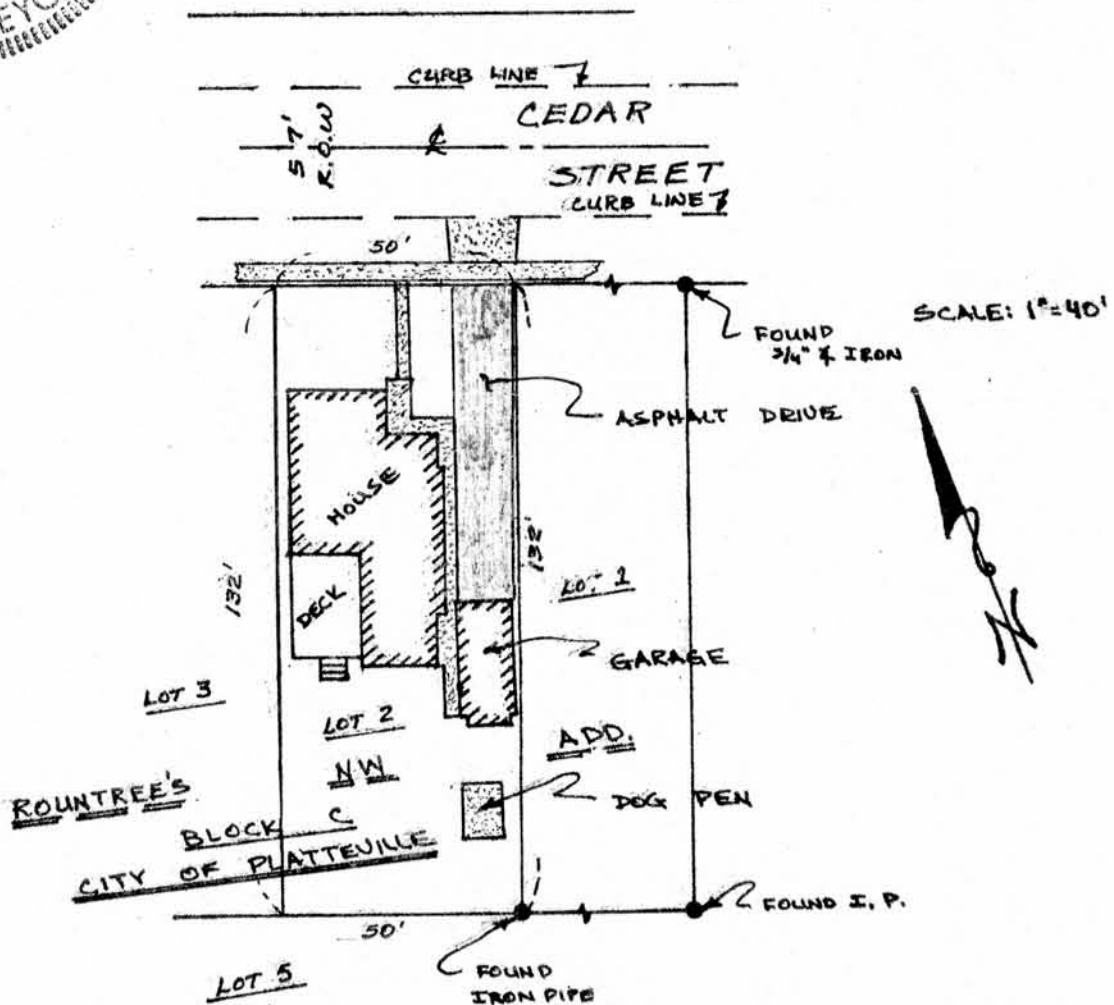 EYO
CURB LINE
CEDAR
57'
R.O.W
℄
STREET
CURB LINE
50'
SCALE: 1"=40'
FOUND
3/4" ∅ IRON
ASPHALT DRIVE
HOUSE
132'
132'
LOT 1
DECK
GARAGE
LOT 3
LOT 2
ADD.
NW
ROUNTREE'S
DOG PEN
BLOCK C
CITY OF PLATTEVILLE
FOUND I.P.
50'
LOT 5
FOUND
IRON PIPE
N